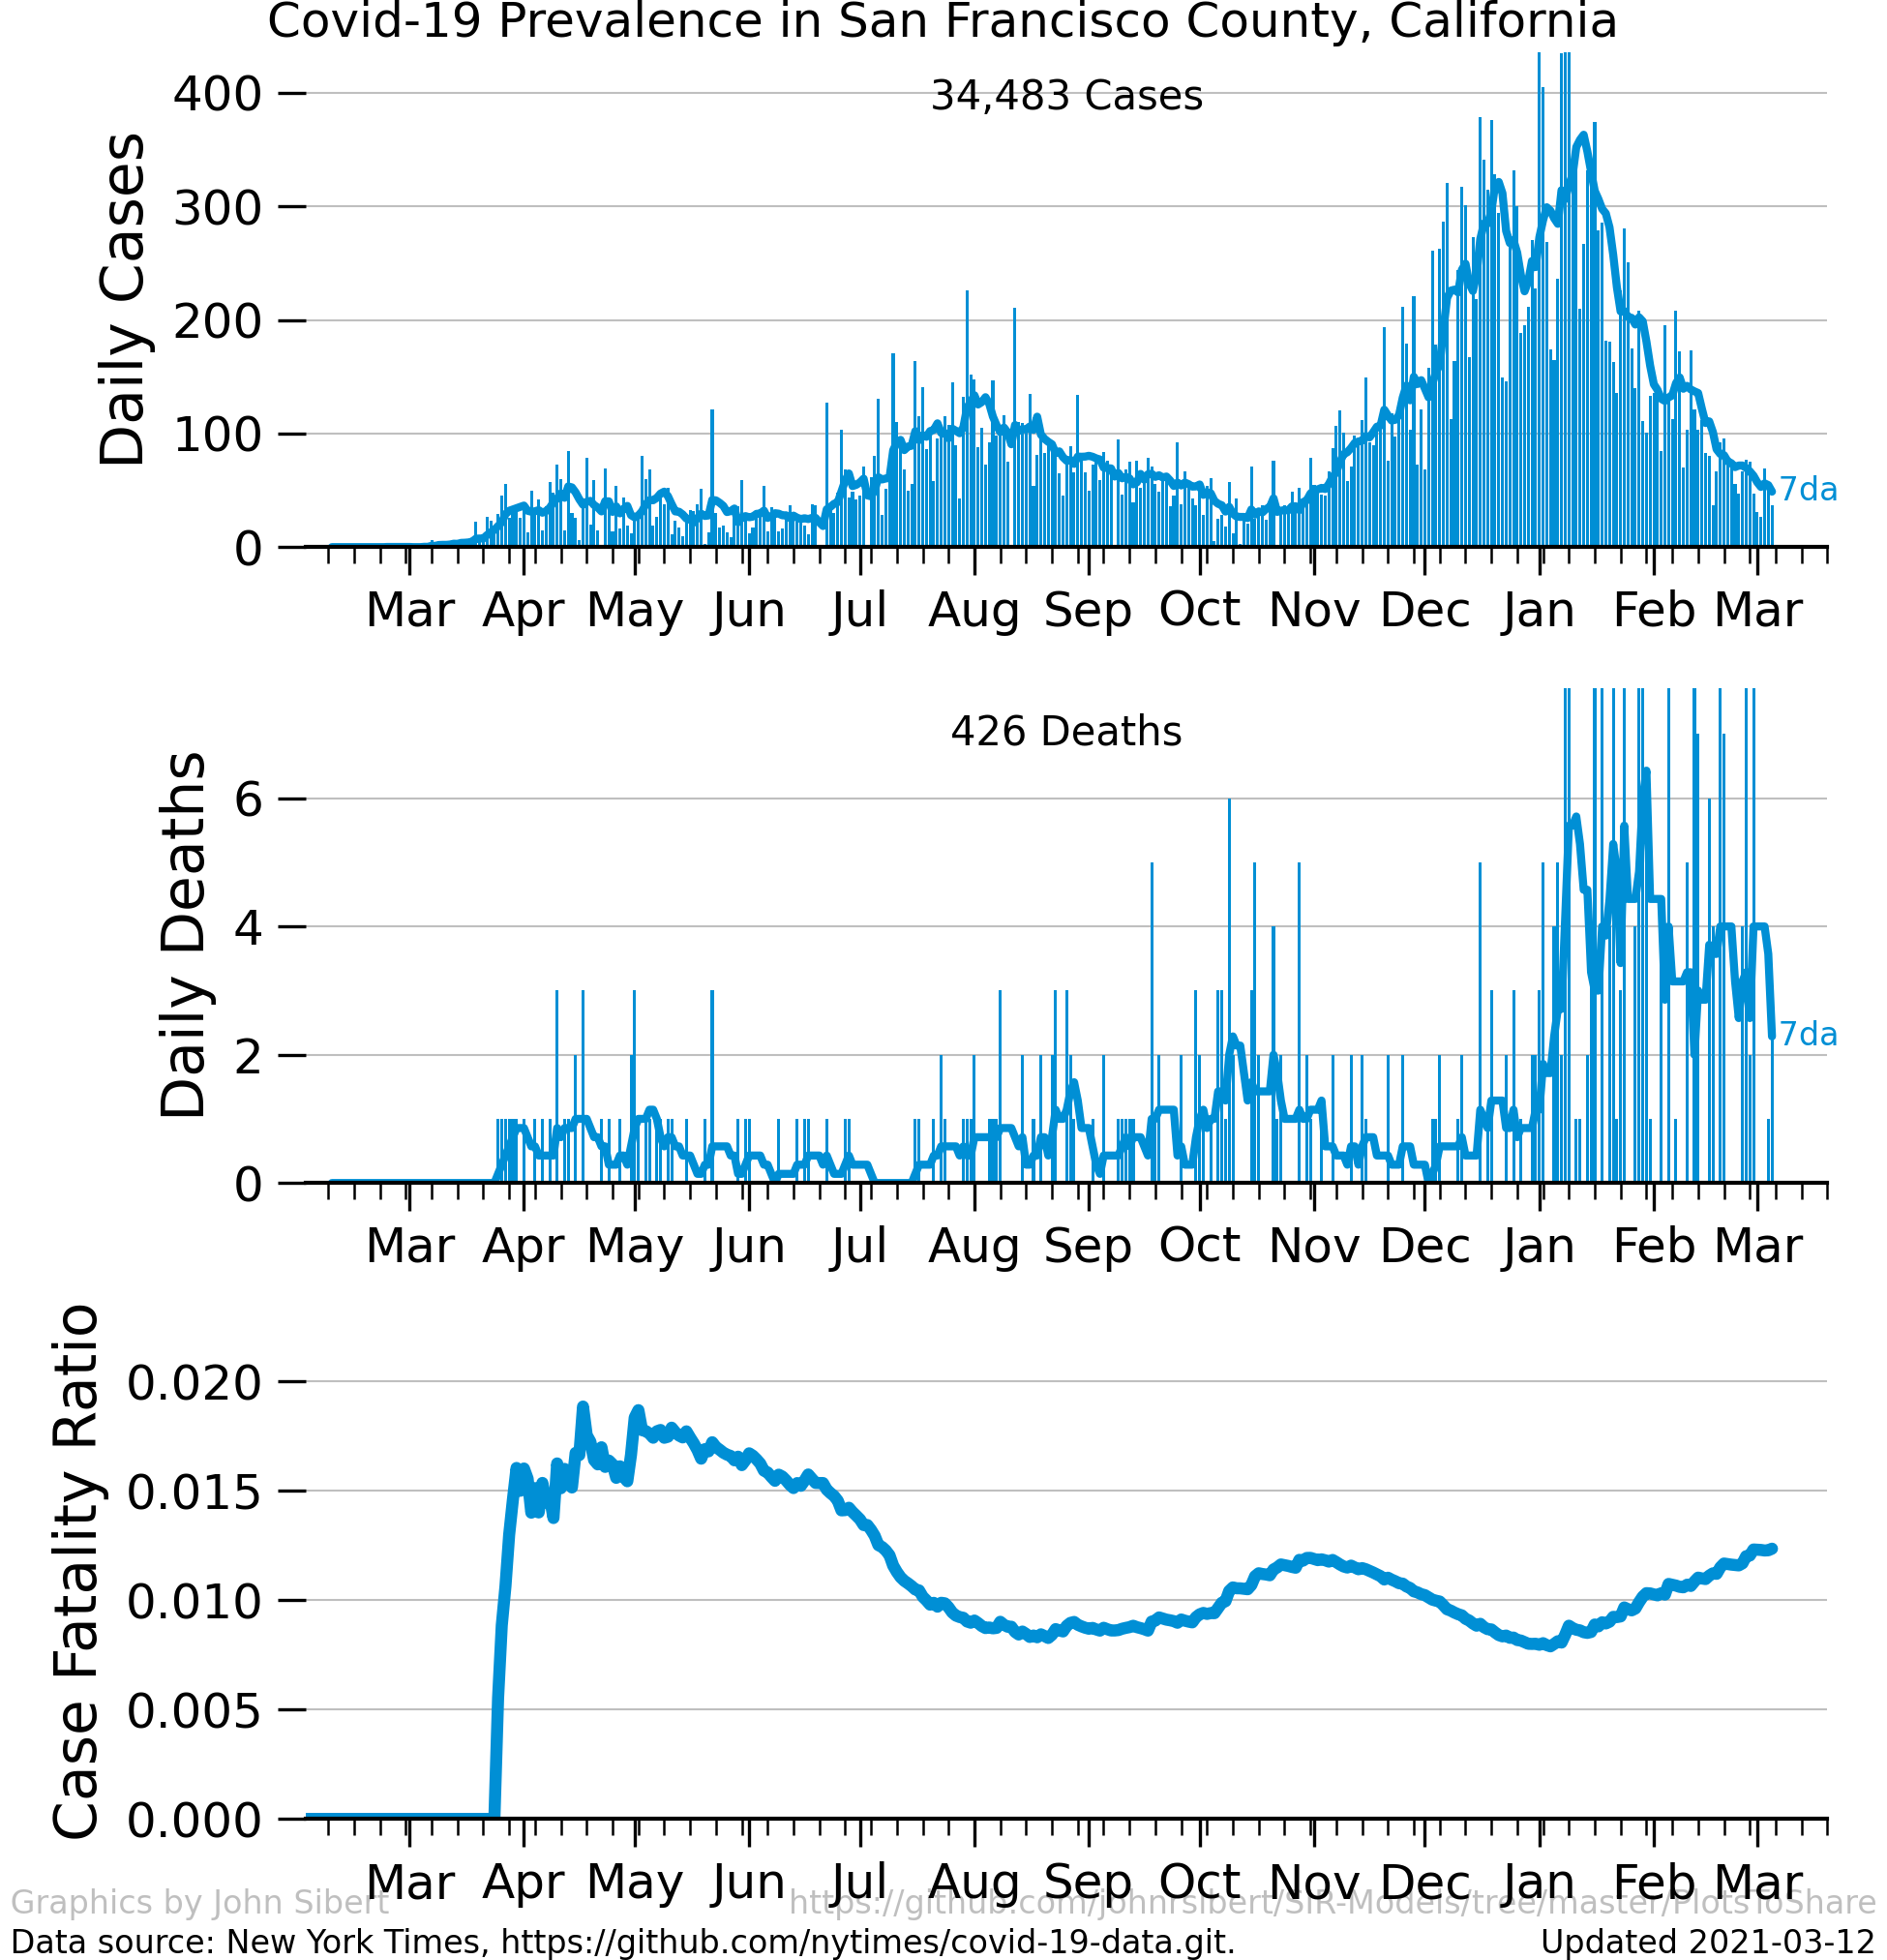 Covid-19 Prevalence in San Francisco County, California
34,483 Cases
Daily Cases
400
300
200
100
0
7da
Mar Apr May Jun Jul Aug Sep Oct Nov Dec Jan Feb Mar
426 Deaths
Daily Deaths
6
4
2
0
7da
Mar Apr May Jun Jul Aug Sep Oct Nov Dec Jan Feb Mar
Case Fatality Ratio
0.020
0.015
0.010
0.005
0.000
Mar Apr May Jun Jul Aug Sep Oct Nov Dec Jan Feb Mar
Graphics by John Sibert https://github.com/johnrsibert/SIR-Models/tree/master/PlotsToShare
Data source: New York Times, https://github.com/nytimes/covid-19-data.git. Updated 2021-03-12